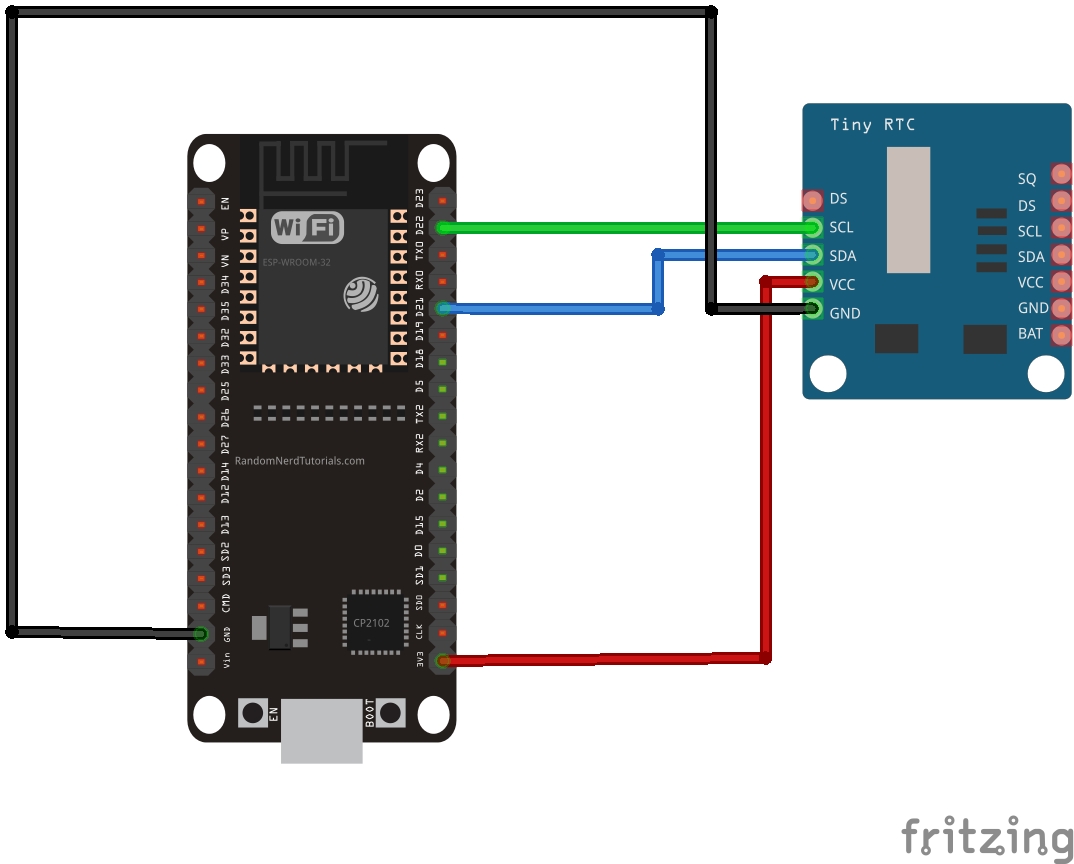 Tiny RTC
DS
SCL
SDA
VCC
GND
SQ
DS
SCL
SDA
VCC
GND
BAT
WiFi
ESP-WROOM-32
EN
VP
VN
D34
D35
D32
D33
D25
D26
D27
D14
D12
D13
SD2
SD3
CMD
GND
Vin
D23
D22
TX0
RX0
D21
D19
D18
D5
TX2
RX2
D4
D2
D15
D0
SD1
SD0
CLK
3V3
RandomNerdTutorials.com
CP2102
EN
BOOT
fritzing